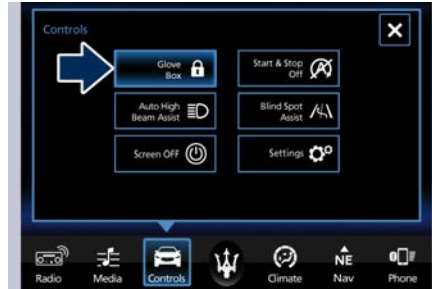 Controls
Glove
Box
Start & Stop
Off
Auto High
Beam Assist
Blind Spot
Assist
Screen OFF
Settings
NE
Radio
Media
Controls
Climate
Nav
Phone